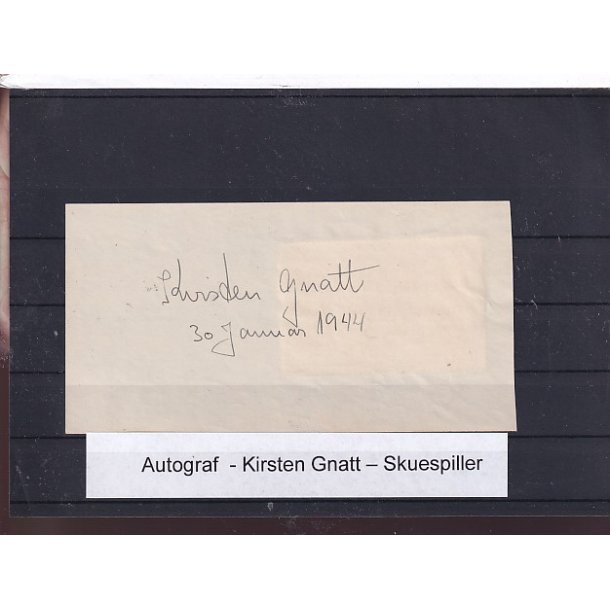 Kirsten Gnatt
30 Januar 1944
Autograf - Kirsten Gnatt – Skuespiller